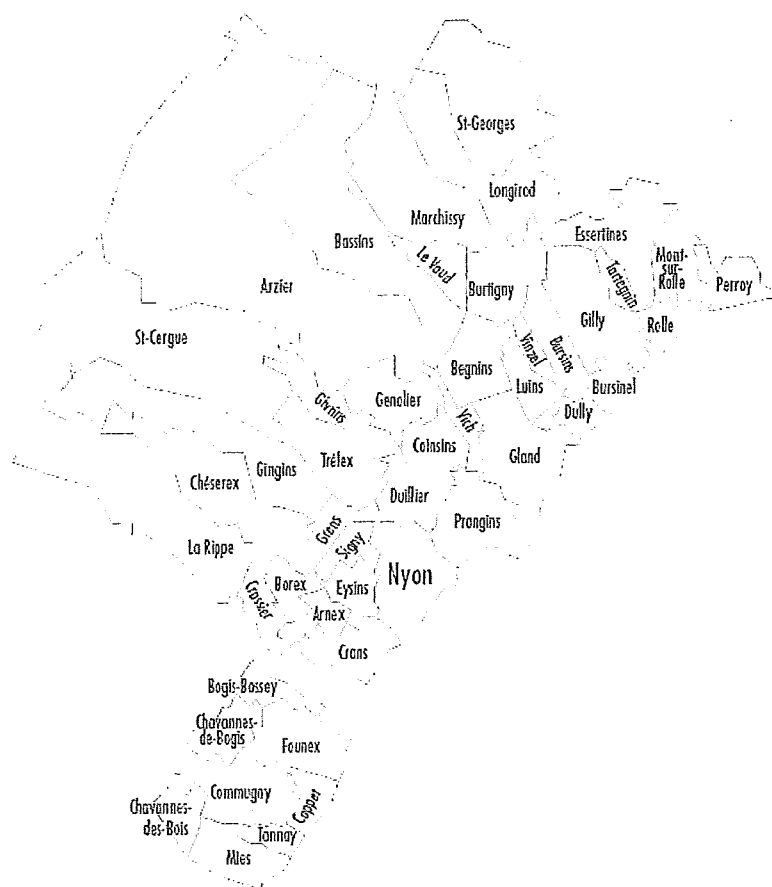 St-Georges
Longirod
Marchissy
Essertines
Bassins
Le Vaud
Mont-
sur-
Rolle
Tartegnin
Perroy
Arzier
Burtigny
Gilly
Rolle
St-Cergue
Vinzel
Bursins
Begnins
Luins
Bursinel
Givrins
Genolier
Dully
Vich
Coinsins
Gland
Trélex
Gingins
Chéserex
Duillier
Prangins
Grens
Signy
La Rippe
Nyon
Borex
Eysins
Crassier
Arnex
Crans
Bogis-Bossey
Chavannes-
de-Bogis
Founex
Commugny
Coppet
Chavannes-
des-Bois
Tannay
Mies